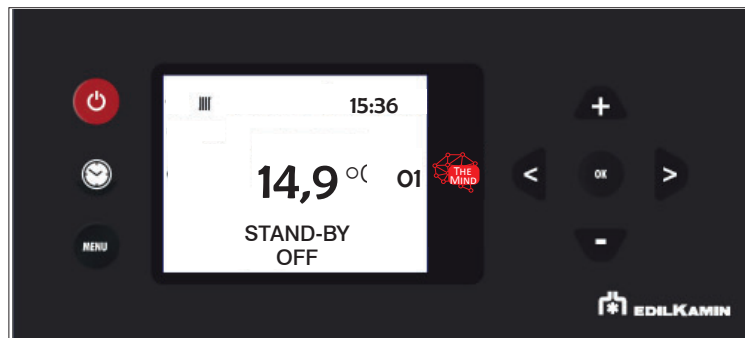 15:36
14,9 °C 01
THE
MIND
< OK >
+
MENU
STAND-BY
-
OFF
EDILKAMIN